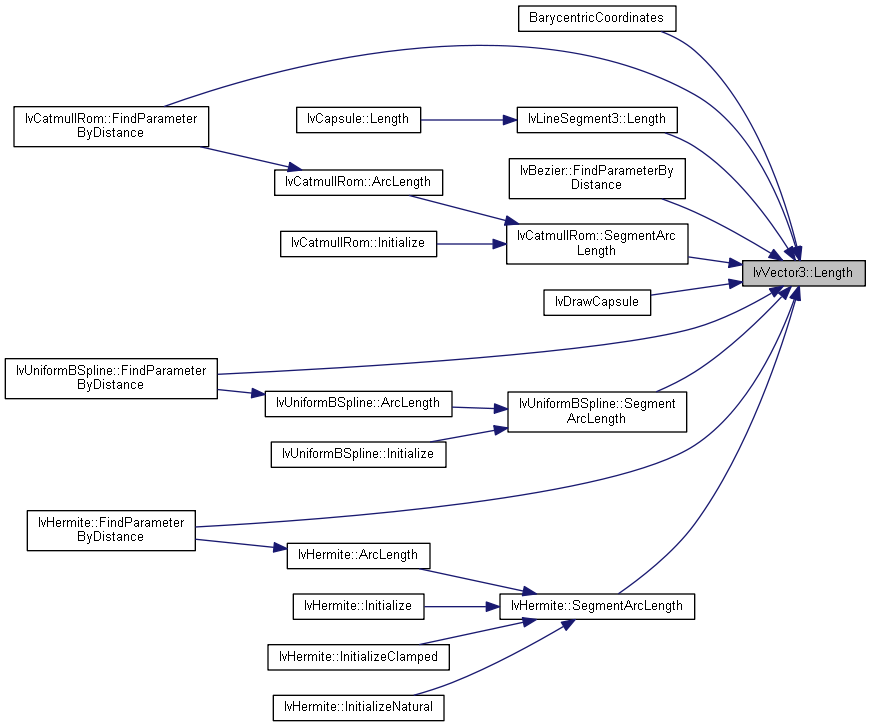 BarycentricCoordinates
IvCatmullRom::FindParameter
ByDistance
IvCapsule::Length
IvLineSegment3::Length
IvBezier::FindParameterBy
Distance
IvCatmullRom::ArcLength
IvCatmullRom::SegmentArc
Length
IvCatmullRom::Initialize
IvVector3::Length
IvDrawCapsule
IvUniformBSpline::FindParameter
ByDistance
IvUniformBSpline::ArcLength
IvUniformBSpline::Segment
ArcLength
IvUniformBSpline::Initialize
IvHermite::FindParameter
ByDistance
IvHermite::ArcLength
IvHermite::Initialize
IvHermite::SegmentArcLength
IvHermite::InitializeClamped
IvHermite::InitializeNatural